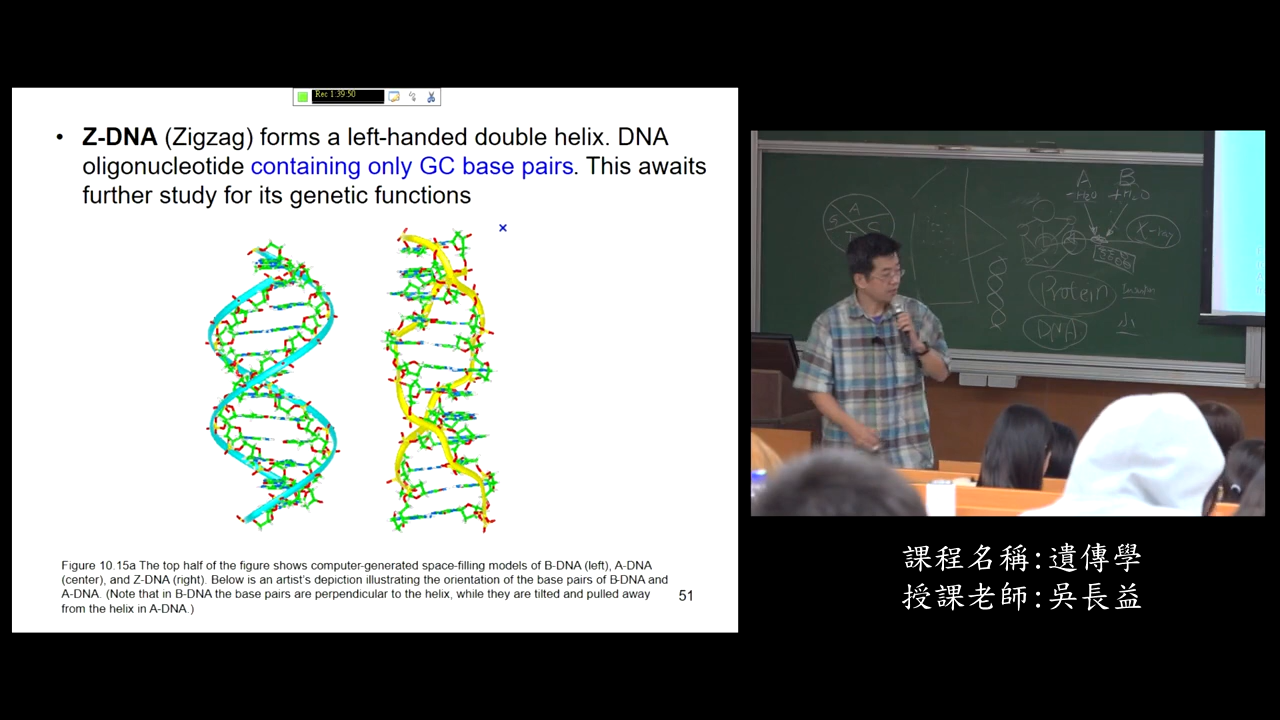 Rec 1:39:50
• Z-DNA (Zigzag) forms a left-handed double helix. DNA
oligonucleotide containing only GC base pairs. This awaits
further study for its genetic functions
Figure 10.15a The top half of the figure shows computer-generated space-filling models of B-DNA (left), A-DNA
(center), and Z-DNA (right). Below is an artist's depiction illustrating the orientation of the base pairs of B-DNA and
A-DNA. (Note that in B-DNA the base pairs are perpendicular to the helix, while they are tilted and pulled away
from the helix in A-DNA.)
51
A B
-H2O +H2O
A
G C
T
X-ray
Protein
DNA
課程名稱:遺傳學
授課老師:吳長益